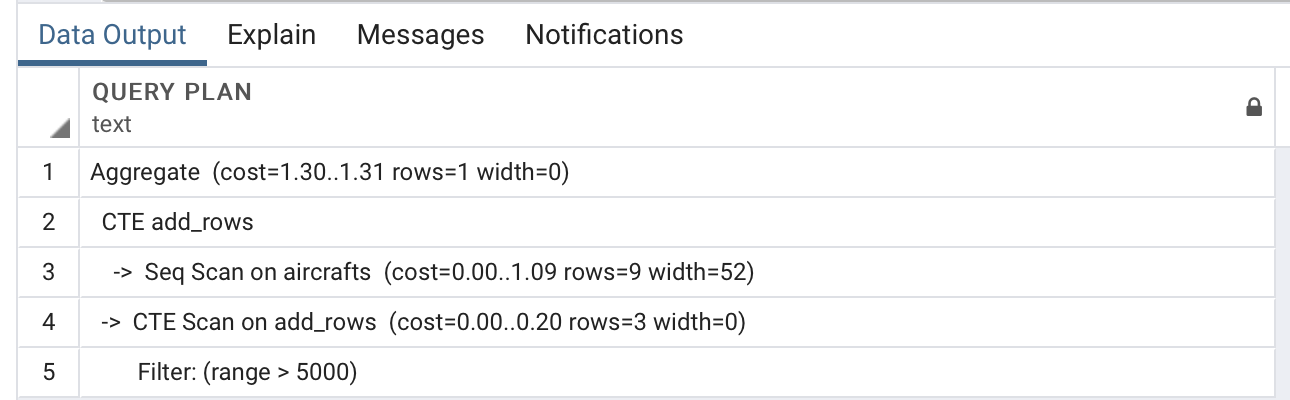 Data Output Explain Messages Notifications
QUERY PLAN
text
1 Aggregate (cost=1.30..1.31 rows=1 width=0)
2 CTE add_rows
3 -> Seq Scan on aircrafts (cost=0.00..1.09 rows=9 width=52)
4 -> CTE Scan on add_rows (cost=0.00..0.20 rows=3 width=0)
5 Filter: (range > 5000)